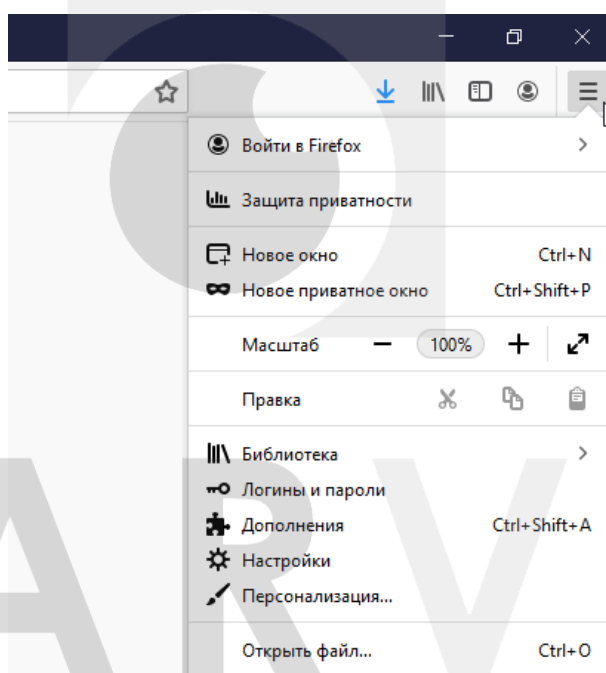 Войти в Firefox
Защита приватности
Новое окно Ctrl+N
Новое приватное окно Ctrl+Shift+P
Масштаб 100%
Правка
Библиотека
Логины и пароли
Дополнения Ctrl+Shift+A
Настройки
Персонализация...
Открыть файл... Ctrl+O
ARV